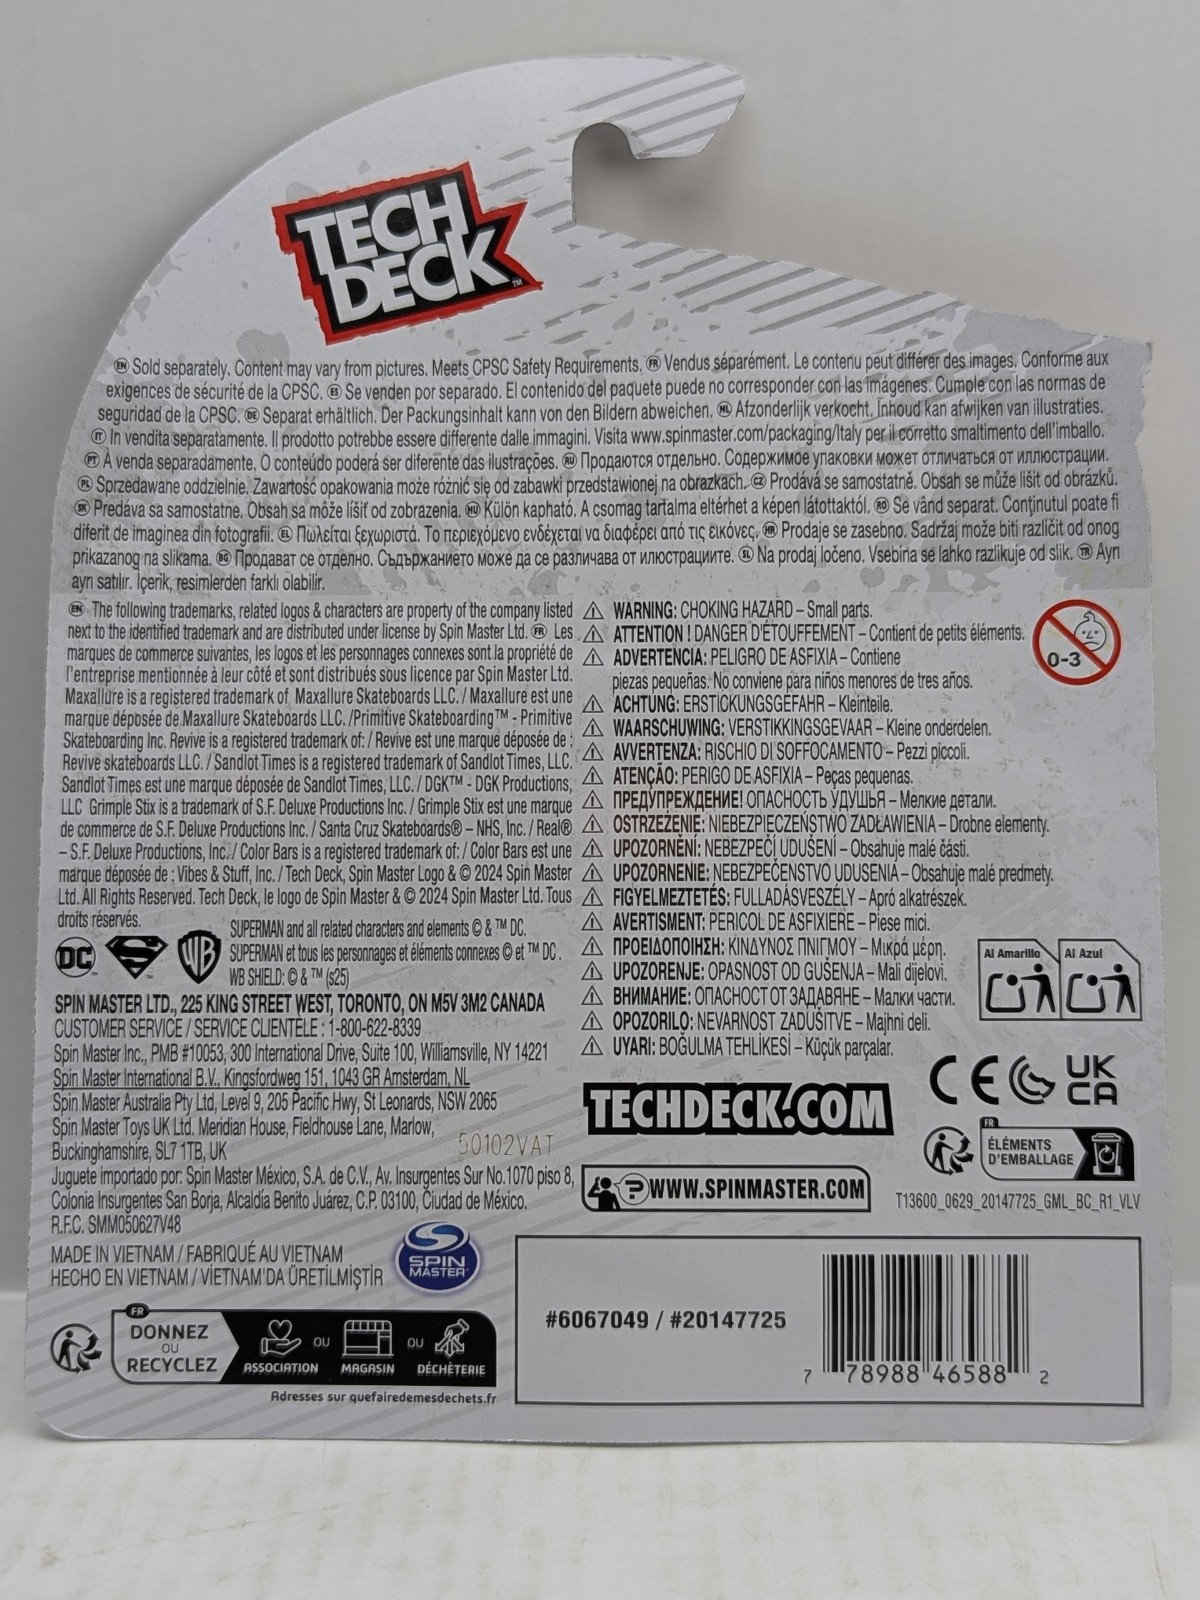 TECH
DECK™
EN Sold separately. Content may vary from pictures. Meets CPSC Safety Requirements. FR Vendus séparément. Le contenu peut différer des images. Conforme aux
exigences de sécurité de la CPSC. ES Se venden por separado. El contenido del paquete puede no corresponder con las imágenes. Cumple con las normas de
seguridad de la CPSC. DE Separat erhältlich. Der Packungsinhalt kann von den Bildern abweichen. NL Afzonderlijk verkocht. Inhoud kan afwijken van illustraties.
IT In vendita separatamente. Il prodotto potrebbe essere differente dalle immagini. Visita www.spinmaster.com/packaging/Italy per il corretto smaltimento dell'imballo.
PT À venda separadamente. O conteúdo poderá ser diferente das ilustrações. RU Продаются отдельно. Содержимое упаковки может отличаться от иллюстрации.
PL Sprzedawane oddzielnie. Zawartość opakowania może różnić się od zabawki przedstawionej na obrazkach. CZ Prodává se samostatně. Obsah se může lišit od obrázků.
SK Predáva sa samostatne. Obsah sa môže líšiť od zobrazenia. HU Külön kapható. A csomag tartalma eltérhet a képen látottaktól. RO Se vând separat. Conținutul poate fi
diferit de imaginea din fotografii. EL Πωλείται ξεχωριστά. Το περιεχόμενο ενδέχεται να διαφέρει από τις εικόνες. HR Prodaje se zasebno. Sadržaj može biti različit od onog
prikazanog na slikama. BG Продават се отделно. Съдържанието може да се различава от илюстрациите. SL Na prodaj ločeno. Vsebina se lahko razlikuje od slik. TR Ayrı
ayrı satılır. İçerik, resimlerden farklı olabilir.
EN The following trademarks, related logos & characters are property of the company listed
next to the identified trademark and are distributed under license by Spin Master Ltd. FR Les
marques de commerce suivantes, les logos et les personnages connexes sont la propriété de
l'entreprise mentionnée à leur côté et sont distribués sous licence par Spin Master Ltd.
Maxallure is a registered trademark of Maxallure Skateboards LLC. / Maxallure est une
marque déposée de Maxallure Skateboards LLC. /Primitive Skateboarding™ - Primitive
Skateboarding Inc. Revive is a registered trademark of: / Revive est une marque déposée de :
Revive skateboards LLC. / Sandlot Times is a registered trademark of Sandlot Times, LLC.
Sandlot Times est une marque déposée de Sandlot Times, LLC. / DGK™ - DGK Productions,
LLC Grimple Stix is a trademark of S.F. Deluxe Productions Inc. / Grimple Stix est une marque
de commerce de S.F. Deluxe Productions Inc. / Santa Cruz Skateboards® – NHS, Inc. / Real®
– S.F. Deluxe Productions, Inc. / Color Bars is a registered trademark of: / Color Bars est une
marque déposée de : Vibes & Stuff, Inc. / Tech Deck, Spin Master Logo & © 2024 Spin Master
Ltd. All Rights Reserved. Tech Deck, le logo de Spin Master & © 2024 Spin Master Ltd. Tous
droits réservés.
DC™ S™ WB
SUPERMAN and all related characters and elements © & ™ DC.
SUPERMAN et tous les personnages et éléments connexes © et ™ DC.
WB SHIELD: © & ™ (s25)
SPIN MASTER LTD., 225 KING STREET WEST, TORONTO, ON M5V 3M2 CANADA
CUSTOMER SERVICE / SERVICE CLIENTÈLE : 1-800-622-8339
Spin Master Inc., PMB #10053, 300 International Drive, Suite 100, Williamsville, NY 14221
Spin Master International B.V., Kingsfordweg 151, 1043 GR Amsterdam, NL
Spin Master Australia Pty Ltd, Level 9, 205 Pacific Hwy, St Leonards, NSW 2065
Spin Master Toys UK Ltd. Meridian House, Fieldhouse Lane, Marlow,
Buckinghamshire, SL7 1TB, UK
50102VAT
Juguete importado por: Spin Master México, S.A. de C.V., Av. Insurgentes Sur No.1070 piso 8,
Colonia Insurgentes San Borja, Alcaldía Benito Juárez, C.P. 03100, Ciudad de México.
R.F.C. SMM050627V48
MADE IN VIETNAM / FABRIQUÉ AU VIETNAM
HECHO EN VIETNAM / VIETNAM'DA ÜRETİLMİŞTİR
SPIN
MASTER™
FR
DONNEZ
OU
RECYCLEZ
ASSOCIATION OU MAGASIN OU DÉCHÈTERIE
Adresses sur quefairedemesdechets.fr
WARNING: CHOKING HAZARD – Small parts.
ATTENTION ! DANGER D'ÉTOUFFEMENT – Contient de petits éléments.
ADVERTENCIA: PELIGRO DE ASFIXIA – Contiene
piezas pequeñas. No conviene para niños menores de tres años.
ACHTUNG: ERSTICKUNGSGEFAHR – Kleinteile.
WAARSCHUWING: VERSTIKKINGSGEVAAR – Kleine onderdelen.
AVVERTENZA: RISCHIO DI SOFFOCAMENTO – Pezzi piccoli.
ATENÇÃO: PERIGO DE ASFIXIA – Peças pequenas.
ПРЕДУПРЕЖДЕНИЕ! ОПАСНОСТЬ УДУШЬЯ – Мелкие детали.
OSTRZEŻENIE: NIEBEZPIECZEŃSTWO ZADŁAWIENIA – Drobne elementy.
UPOZORNĚNÍ: NEBEZPEČÍ UDUŠENÍ – Obsahuje malé části.
UPOZORNENIE: NEBEZPEČENSTVO UDUSENIA – Obsahuje malé predmety.
FIGYELMEZTETÉS: FULLADÁSVESZÉLY – Apró alkatrészek.
AVERTISMENT: PERICOL DE ASFIXIERE – Piese mici.
ΠΡΟΕΙΔΟΠΟΙΗΣΗ: ΚΙΝΔΥΝΟΣ ΠΝΙΓΜΟΥ – Μικρά μέρη.
UPOZORENJE: OPASNOST OD GUŠENJA – Mali dijelovi.
ВНИМАНИЕ: ОПАСНОСТ ОТ ЗАДАВЯНЕ – Малки части.
OPOZORILO: NEVARNOST ZADUŠITVE – Majhni deli.
UYARI: BOĞULMA TEHLİKESİ – Küçük parçalar.
0-3
Al Amarillo
Al Azul
CE
UK
CA
TECHDECK.COM
FR
ÉLÉMENTS
D'EMBALLAGE
?WWW.SPINMASTER.COM
T13600_0629_20147725_GML_BC_R1_VLV
#6067049 / #20147725
7 78988 46588 2